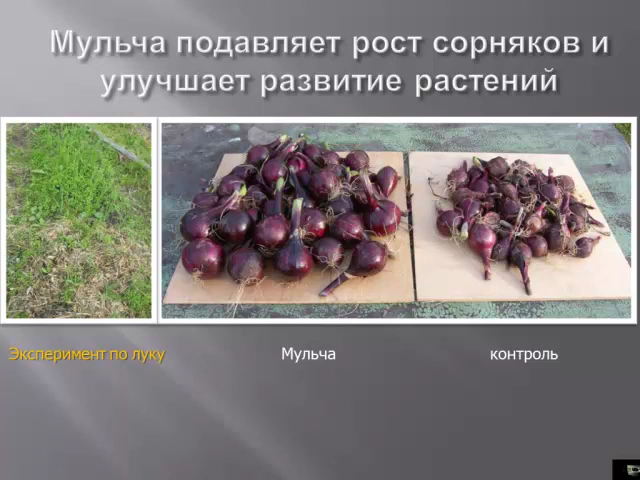 Мульча подавляет рост сорняков и
улучшает развитие растений
Эксперимент по луку
Мульча
контроль